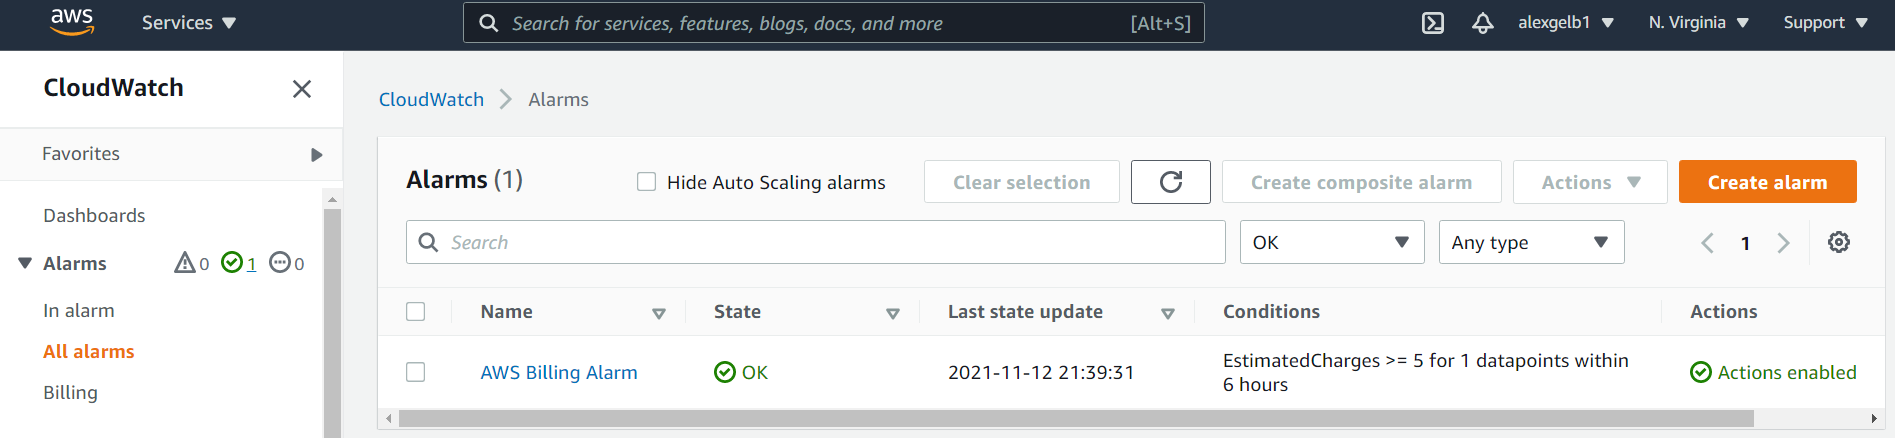 aws Services Search for services, features, blogs, docs, and more [Alt+S] alexgelb1 N. Virginia Support
CloudWatch
CloudWatch Alarms
Favorites
Alarms (1) Hide Auto Scaling alarms Clear selection Create composite alarm Actions Create alarm
Dashboards
Search OK Any type 1
Alarms 0 1 0
In alarm
Name State Last state update Conditions Actions
All alarms
Billing
AWS Billing Alarm OK 2021-11-12 21:39:31 EstimatedCharges >= 5 for 1 datapoints within
6 hours Actions enabled